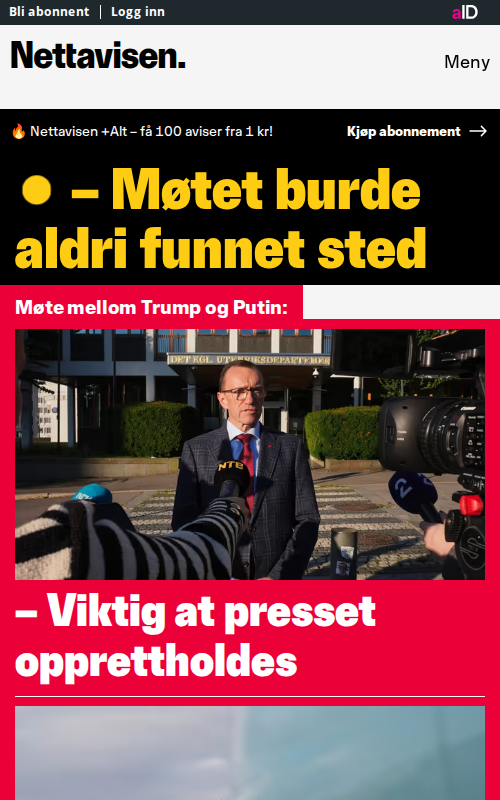 Bli abonnent | Logg inn
aID
Nettavisen.
Meny
🔥 Nettavisen +Alt – få 100 aviser fra 1 kr!
Kjøp abonnement →
– Møtet burde
aldri funnet sted
Møte mellom Trump og Putin:
DET KGL. UTENRIKSDEPARTEMENT
NTB
2
– Viktig at presset
opprettholdes